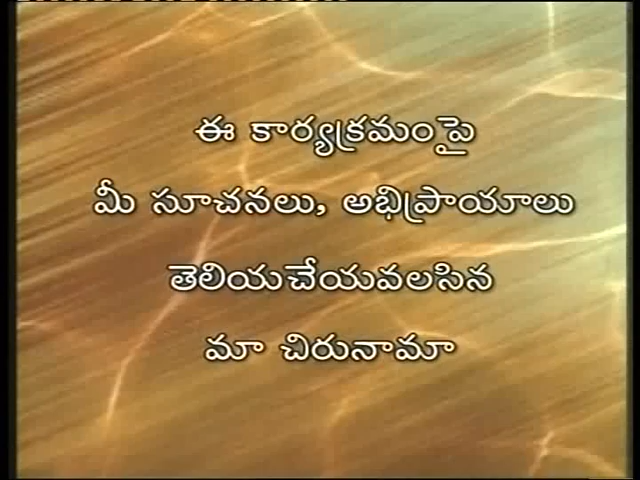 ఈ కార్యక్రమంపై
మీ సూచనలు, అభిప్రాయాలు
తెలియచేయవలసిన
మా చిరునామా